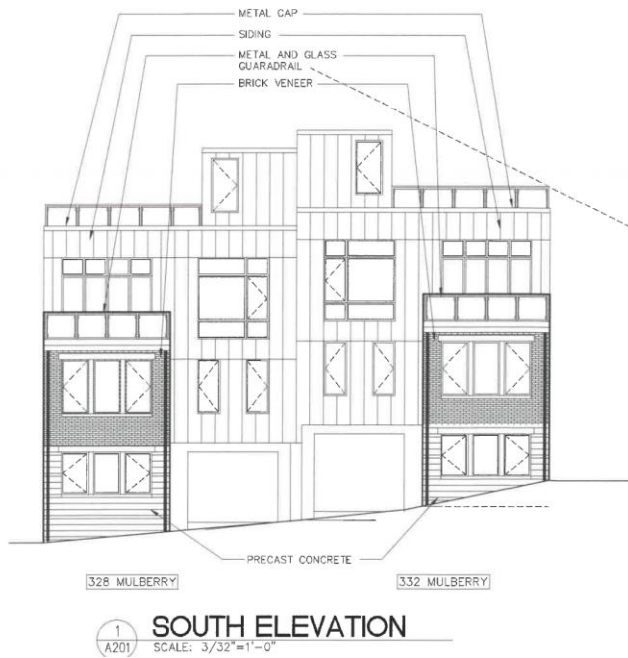 METAL CAP
SIDING
METAL AND GLASS
GUARADRAIL
BRICK VENEER
PRECAST CONCRETE
328 MULBERRY
332 MULBERRY
1
A201
SOUTH ELEVATION
SCALE: 3/32"=1'-0"